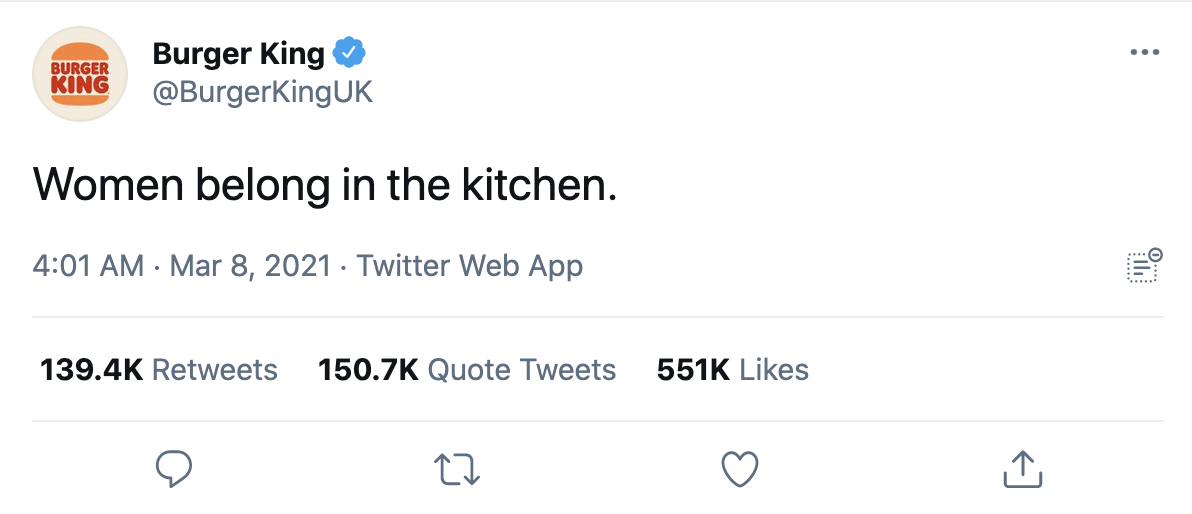 BURGER
KING
Burger King
@BurgerKingUK
Women belong in the kitchen.
4:01 AM · Mar 8, 2021 · Twitter Web App
139.4K Retweets 150.7K Quote Tweets 551K Likes